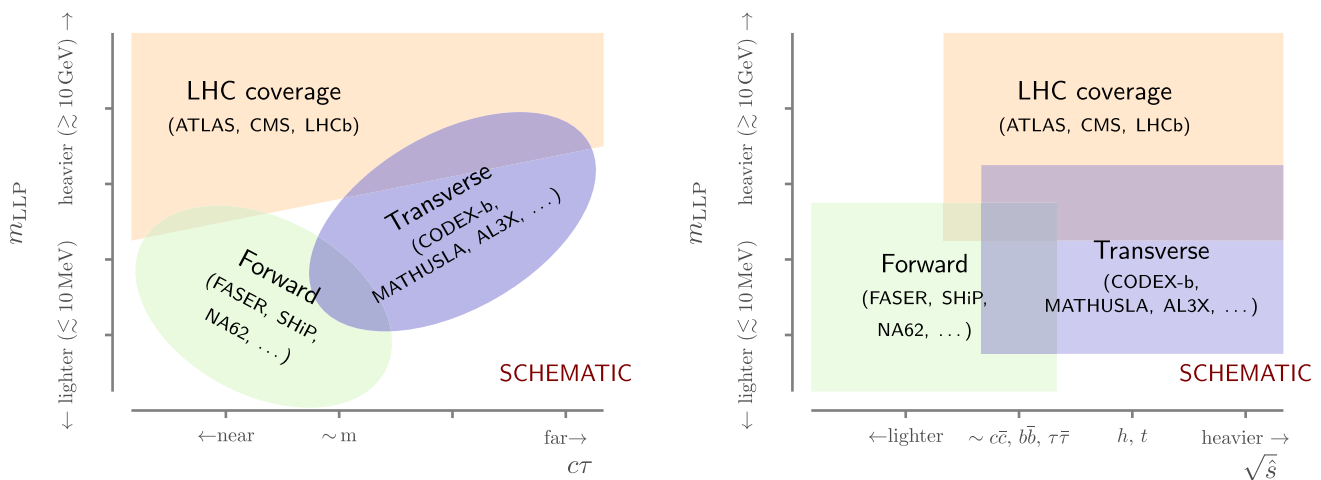 m_LLP
← lighter (≲ 10 MeV)
heavier (≳ 10 GeV) →
LHC coverage
(ATLAS, CMS, LHCb)
Transverse
(CODEX-b,
MATHUSLA, AL3X, ...)
Forward
(FASER, SHiP,
NA62, ...)
SCHEMATIC
←near
∼ m
far→
cτ
m_LLP
← lighter (≲ 10 MeV)
heavier (≳ 10 GeV) →
LHC coverage
(ATLAS, CMS, LHCb)
Forward
(FASER, SHiP,
NA62, ...)
Transverse
(CODEX-b,
MATHUSLA, AL3X, ...)
SCHEMATIC
←lighter
∼ cc̄, bb̄, ττ̄
h, t
heavier →
√ŝ